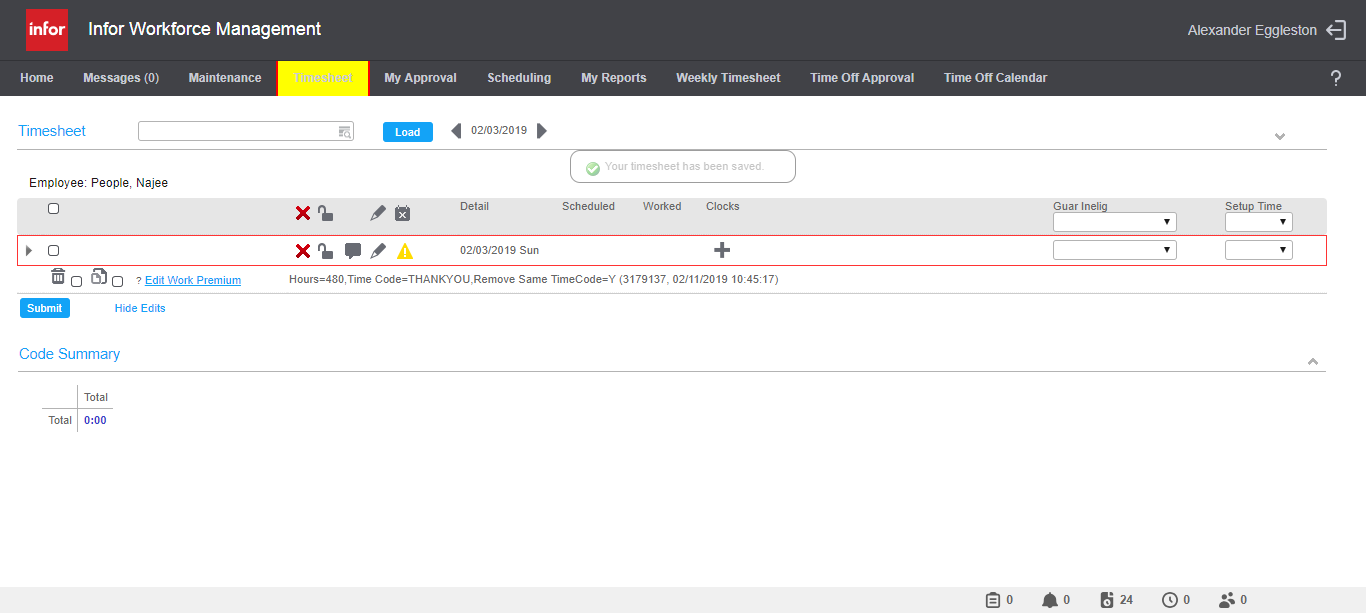 infor Infor Workforce Management Alexander Eggleston
Home Messages (0) Maintenance Timesheet My Approval Scheduling My Reports Weekly Timesheet Time Off Approval Time Off Calendar ?
Timesheet Load 02/03/2019
Your timesheet has been saved.
Employee: People, Najee
Detail Scheduled Worked Clocks Guar Inelig Setup Time
02/03/2019 Sun
? Edit Work Premium Hours=480,Time Code=THANKYOU,Remove Same TimeCode=Y (3179137, 02/11/2019 10:45:17)
Submit Hide Edits
Code Summary
Total
Total 0:00
0 0 24 0 0